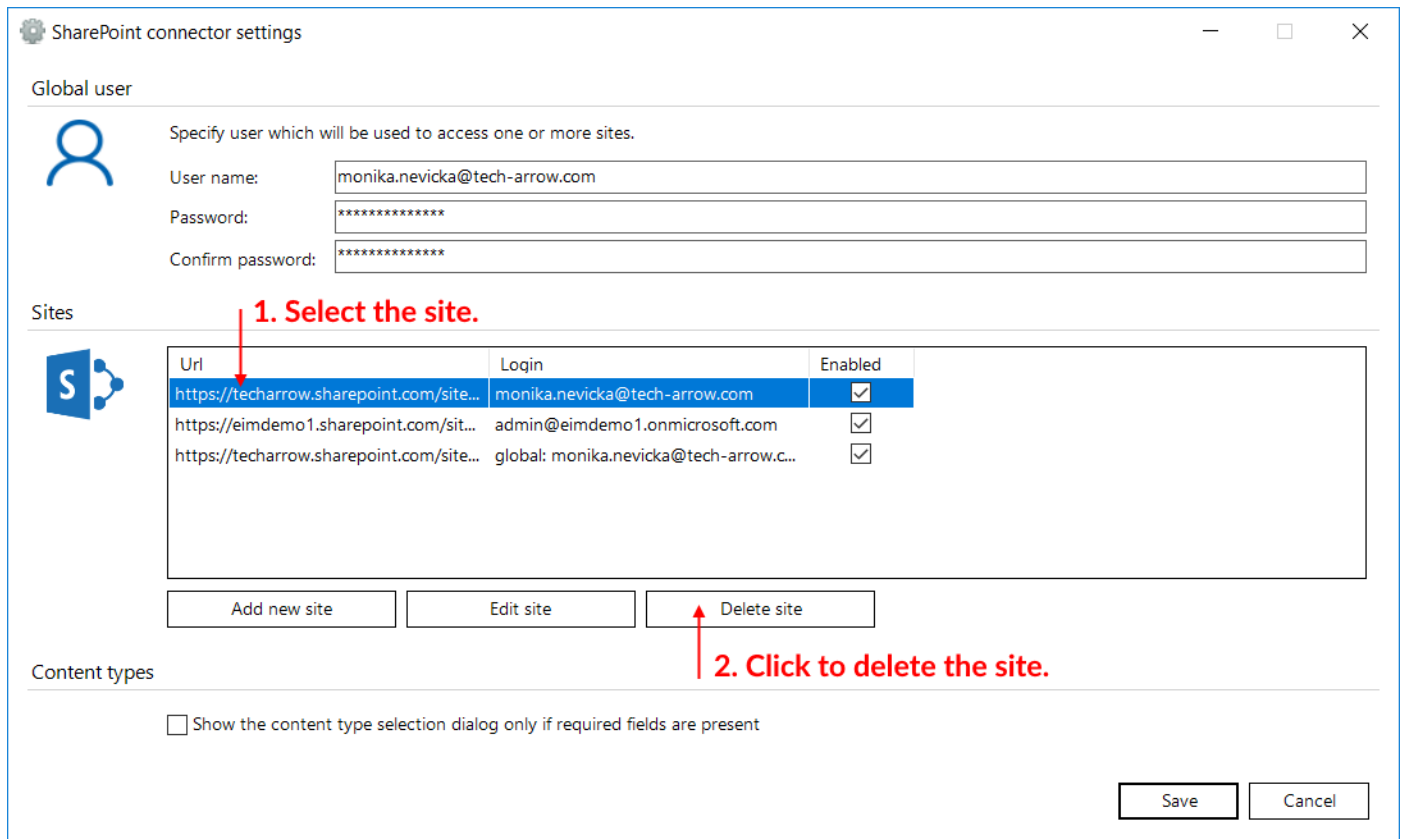 SharePoint connector settings
Global user
Specify user which will be used to access one or more sites.
User name: monika.nevicka@tech-arrow.com
Password: **************
Confirm password: **************
Sites
1. Select the site.
Url Login Enabled
https://techarrow.sharepoint.com/site... monika.nevicka@tech-arrow.com
https://eimdemo1.sharepoint.com/sit... admin@eimdemo1.onmicrosoft.com
https://techarrow.sharepoint.com/site... global: monika.nevicka@tech-arrow.c...
S
Add new site Edit site Delete site
2. Click to delete the site.
Content types
Show the content type selection dialog only if required fields are present
Save Cancel